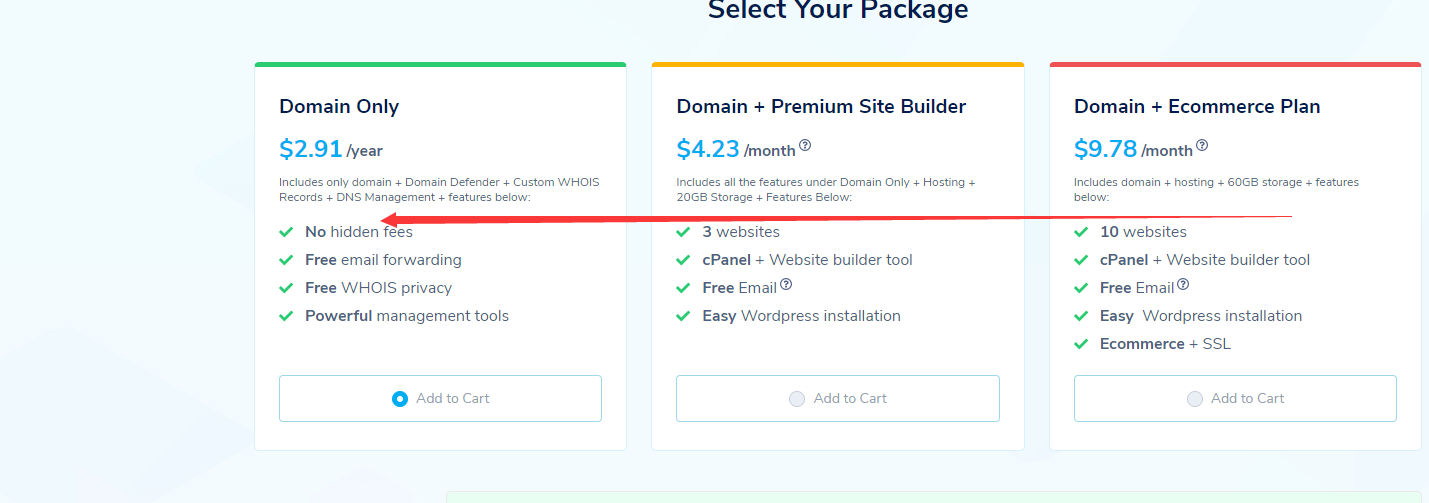 Select Your Package
Domain Only
$2.91 /year
Includes only domain + Domain Defender + Custom WHOIS
Records + DNS Management + features below:
No hidden fees
Free email forwarding
Free WHOIS privacy
Powerful management tools
Add to Cart
Domain + Premium Site Builder
$4.23 /month ?
Includes all the features under Domain Only + Hosting +
20GB Storage + Features Below:
3 websites
cPanel + Website builder tool
Free Email ?
Easy Wordpress installation
Add to Cart
Domain + Ecommerce Plan
$9.78 /month ?
Includes domain + hosting + 60GB storage + features
below:
10 websites
cPanel + Website builder tool
Free Email ?
Easy Wordpress installation
Ecommerce + SSL
Add to Cart